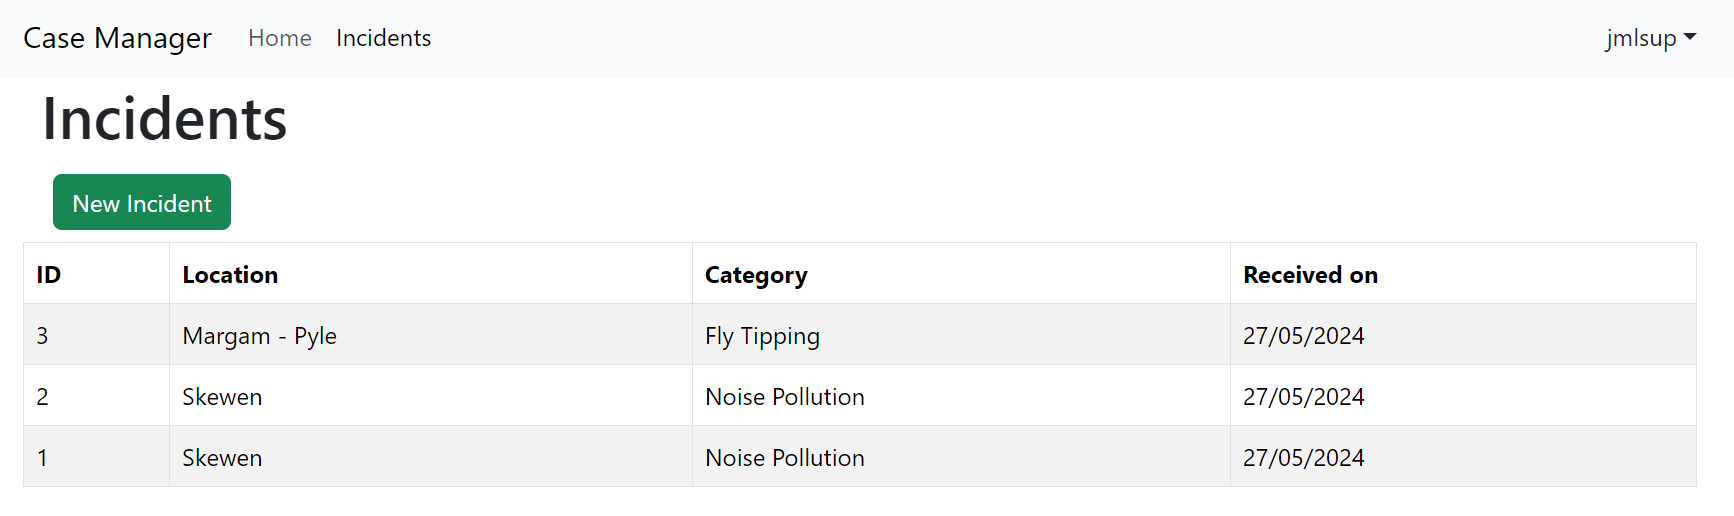 Case Manager Home Incidents jmlsup
Incidents
New Incident
ID Location Category Received on
3 Margam - Pyle Fly Tipping 27/05/2024
2 Skewen Noise Pollution 27/05/2024
1 Skewen Noise Pollution 27/05/2024